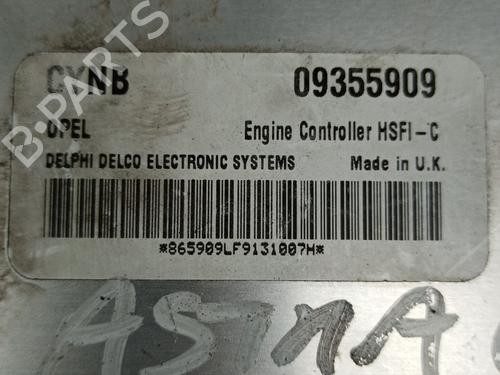 CYNB 09355909
OPEL Engine Controller HSFI-C
DELPHI DELCO ELECTRONIC SYSTEMS Made in U.K.
*865909LF9131007H*
ASTRA
B-PARTS